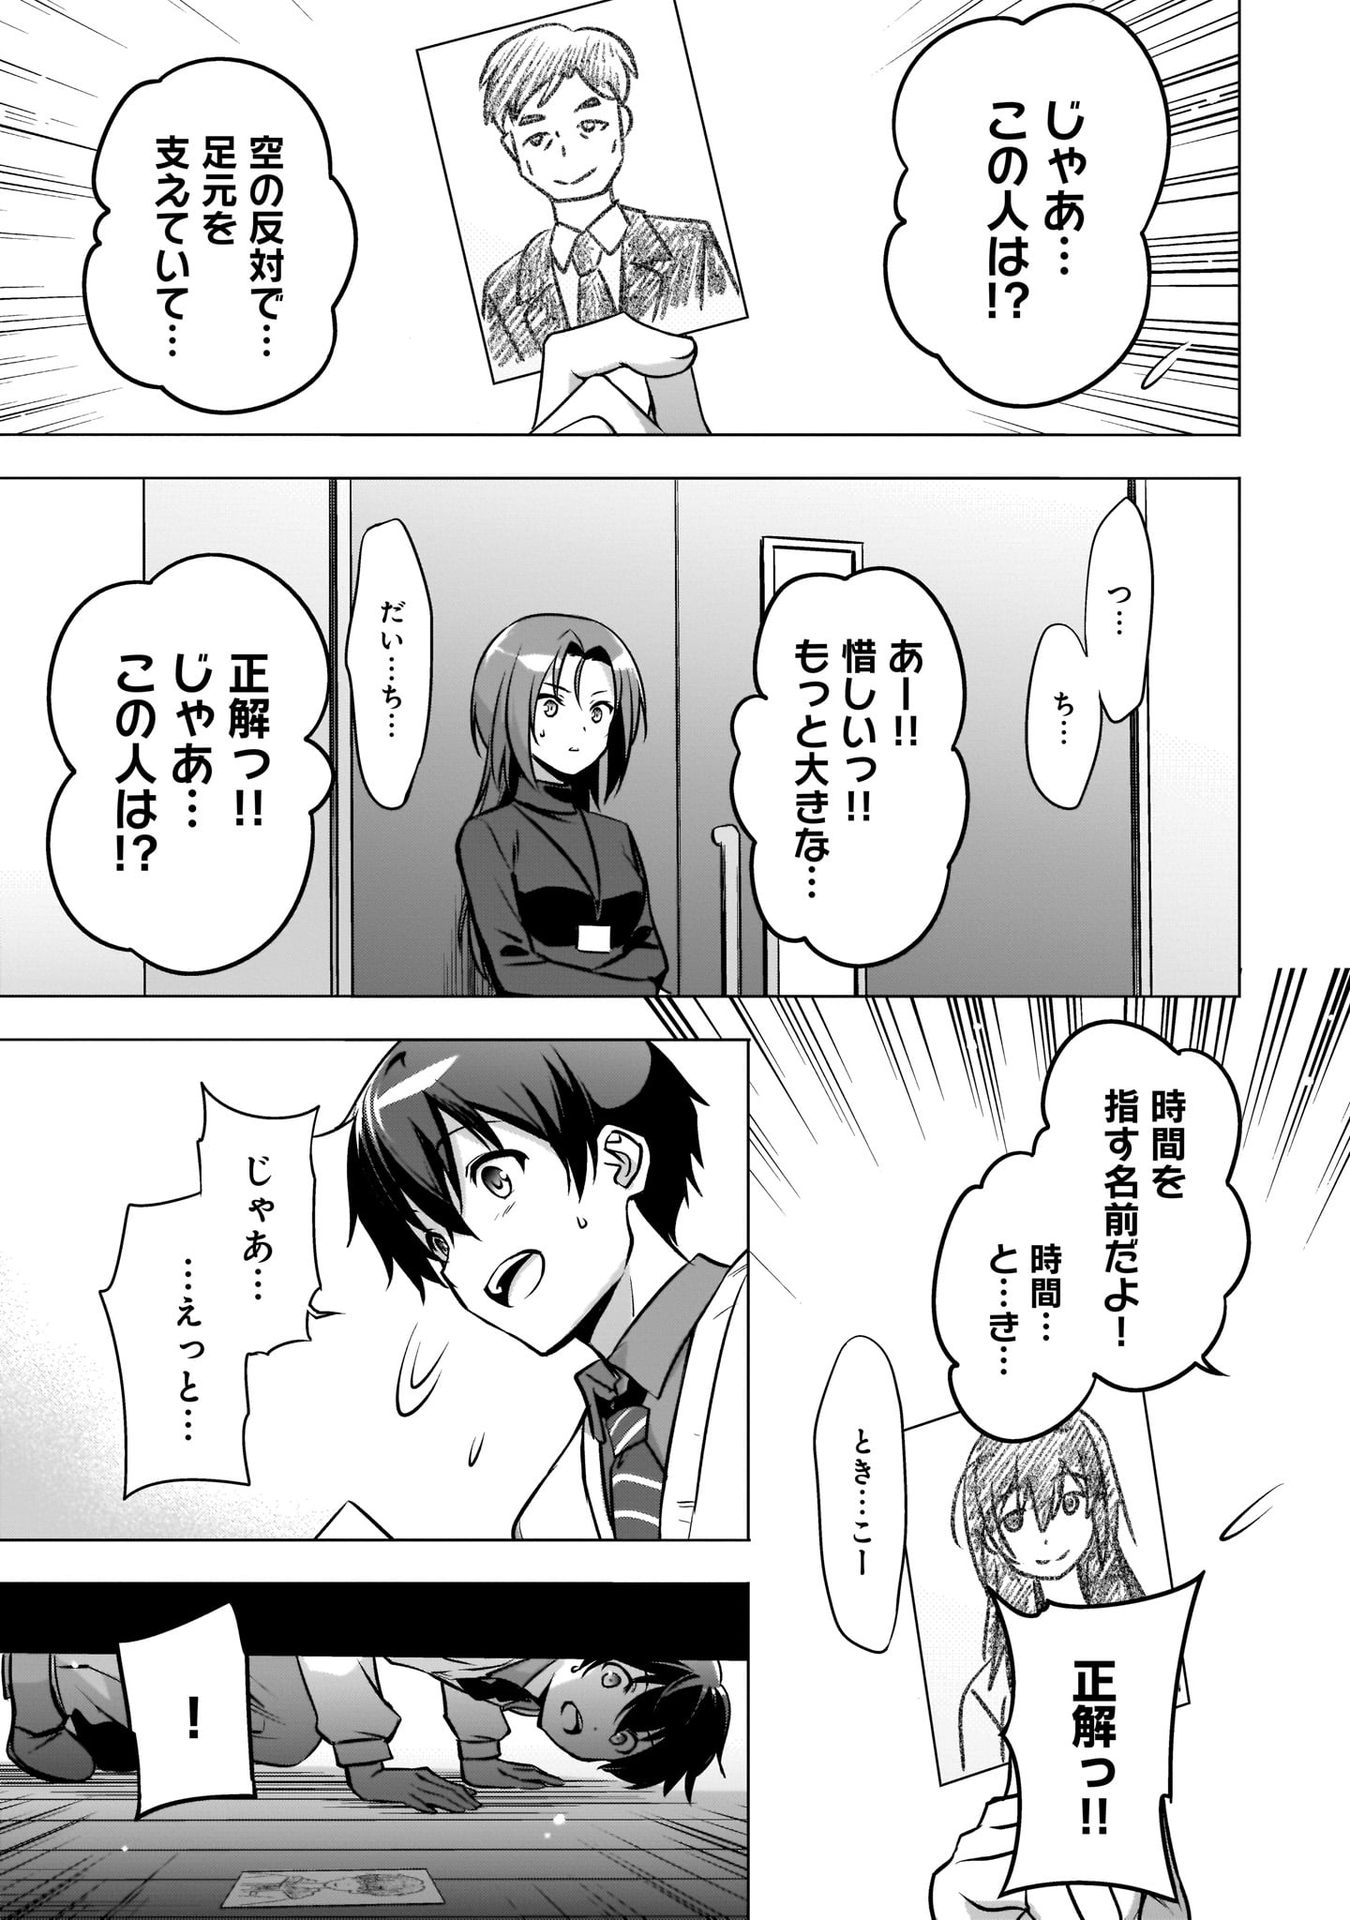 じゃあ…
この人は!?
空の反対で…
足元を
支えていて…
つ…
ち…
あー!!
惜しいっ!!
もっと大きな…
だい…ち…
正解っ!!
じゃあ…
この人は!?
時間を
指す名前だよ！
時間…
と…き…
とき…こー
正解っ!!
じゃあ…
…えっと…
！